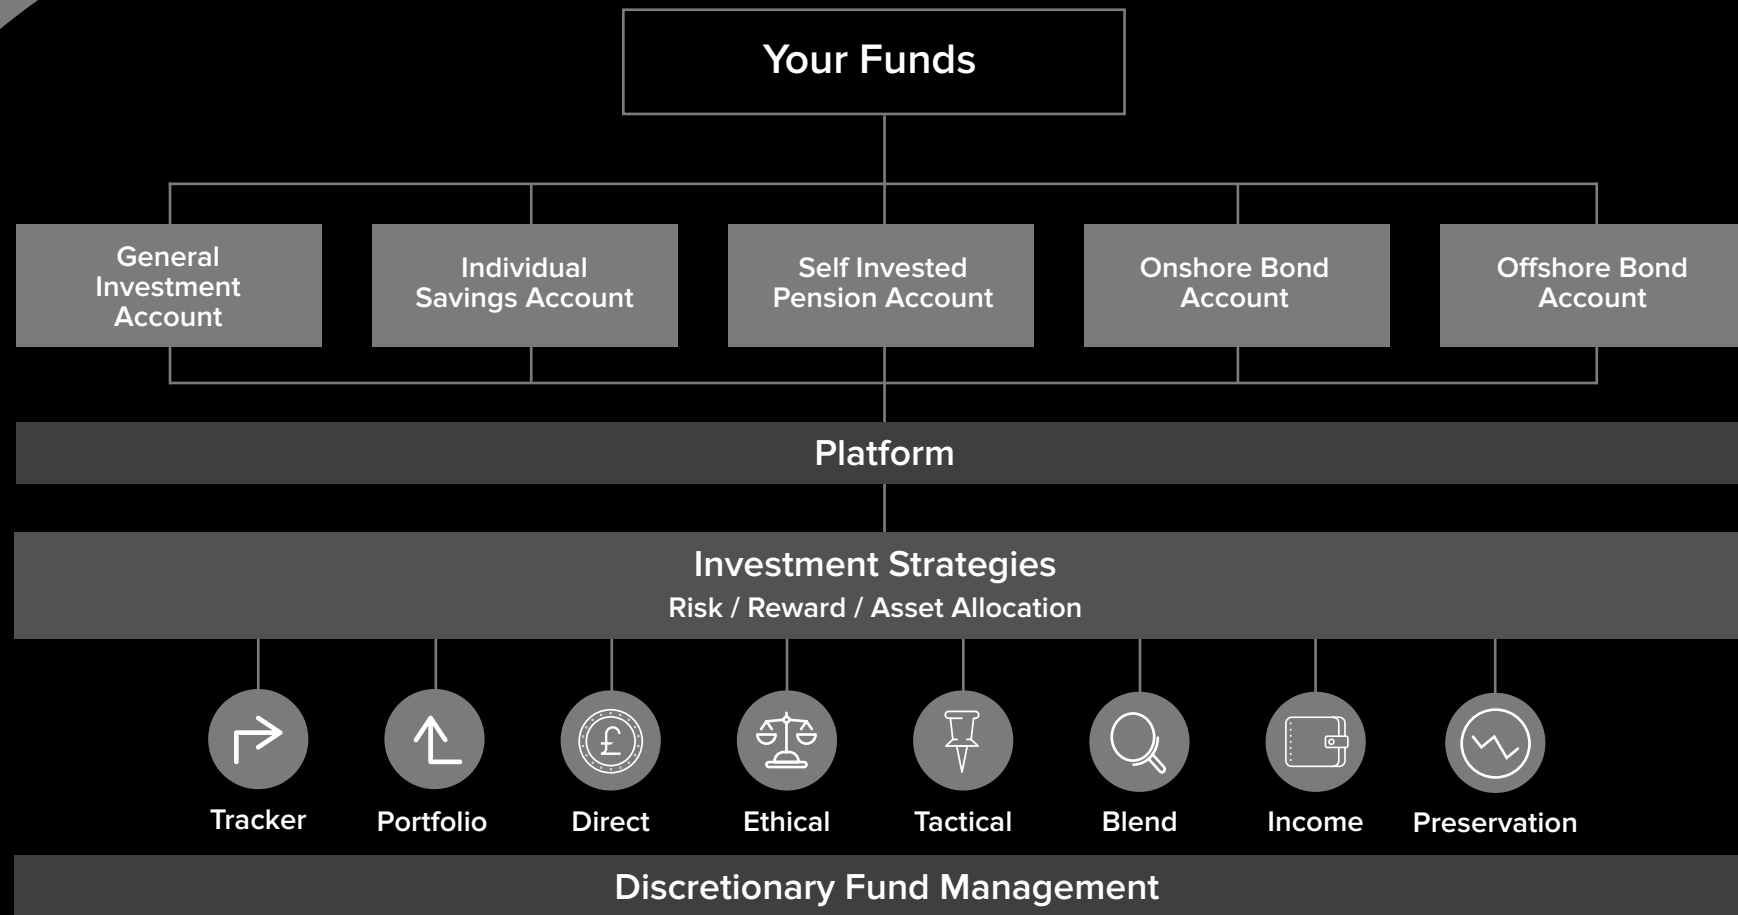 Your Funds
General
Investment
Account
Individual
Savings Account
Self Invested
Pension Account
Onshore Bond
Account
Offshore Bond
Account
Platform
Investment Strategies
Risk / Reward / Asset Allocation
£
Tracker
Portfolio
Direct
Ethical
Tactical
Blend
Income
Preservation
Discretionary Fund Management